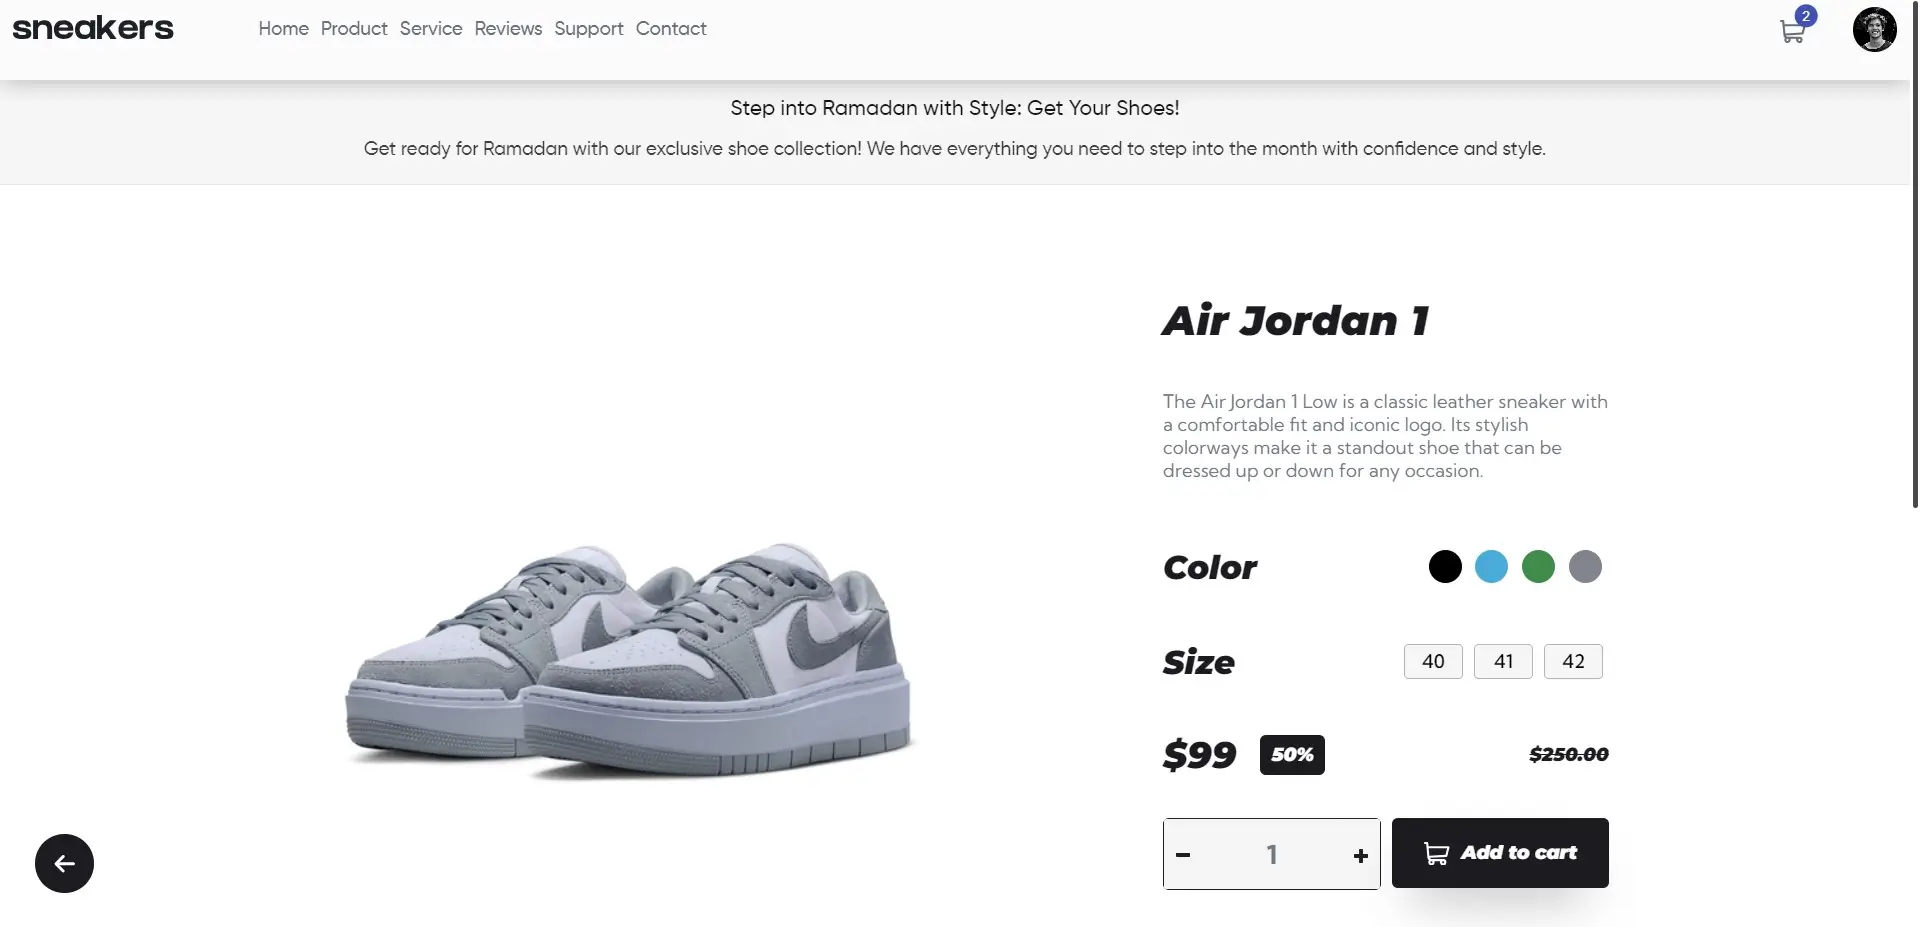 sneakers
Home Product Service Reviews Support Contact
2
Step into Ramadan with Style: Get Your Shoes!
Get ready for Ramadan with our exclusive shoe collection! We have everything you need to step into the month with confidence and style.
Air Jordan 1
The Air Jordan 1 Low is a classic leather sneaker with
a comfortable fit and iconic logo. Its stylish
colorways make it a standout shoe that can be
dressed up or down for any occasion.
Color
Size 40 41 42
$99 50% $250.00
- 1 + Add to cart